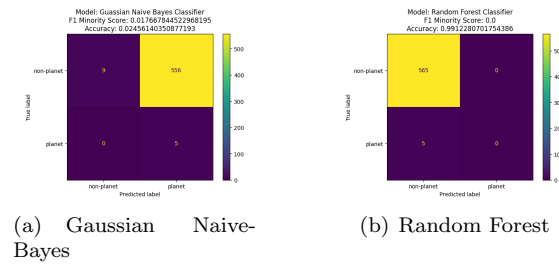 Model: Guassian Naive Bayes Classifier
F1 Minority Score: 0.017667844522968195
Accuracy: 0.02456140350877193
non-planet
planet
True label
9
556
0
5
non-planet
planet
Predicted label
500
400
300
200
100
0
Model: Random Forest Classifier
F1 Minority Score: 0.0
Accuracy: 0.9912280701754386
non-planet
planet
True label
565
0
5
0
non-planet
planet
Predicted label
(a) Gaussian Naive-
Bayes
(b) Random Forest